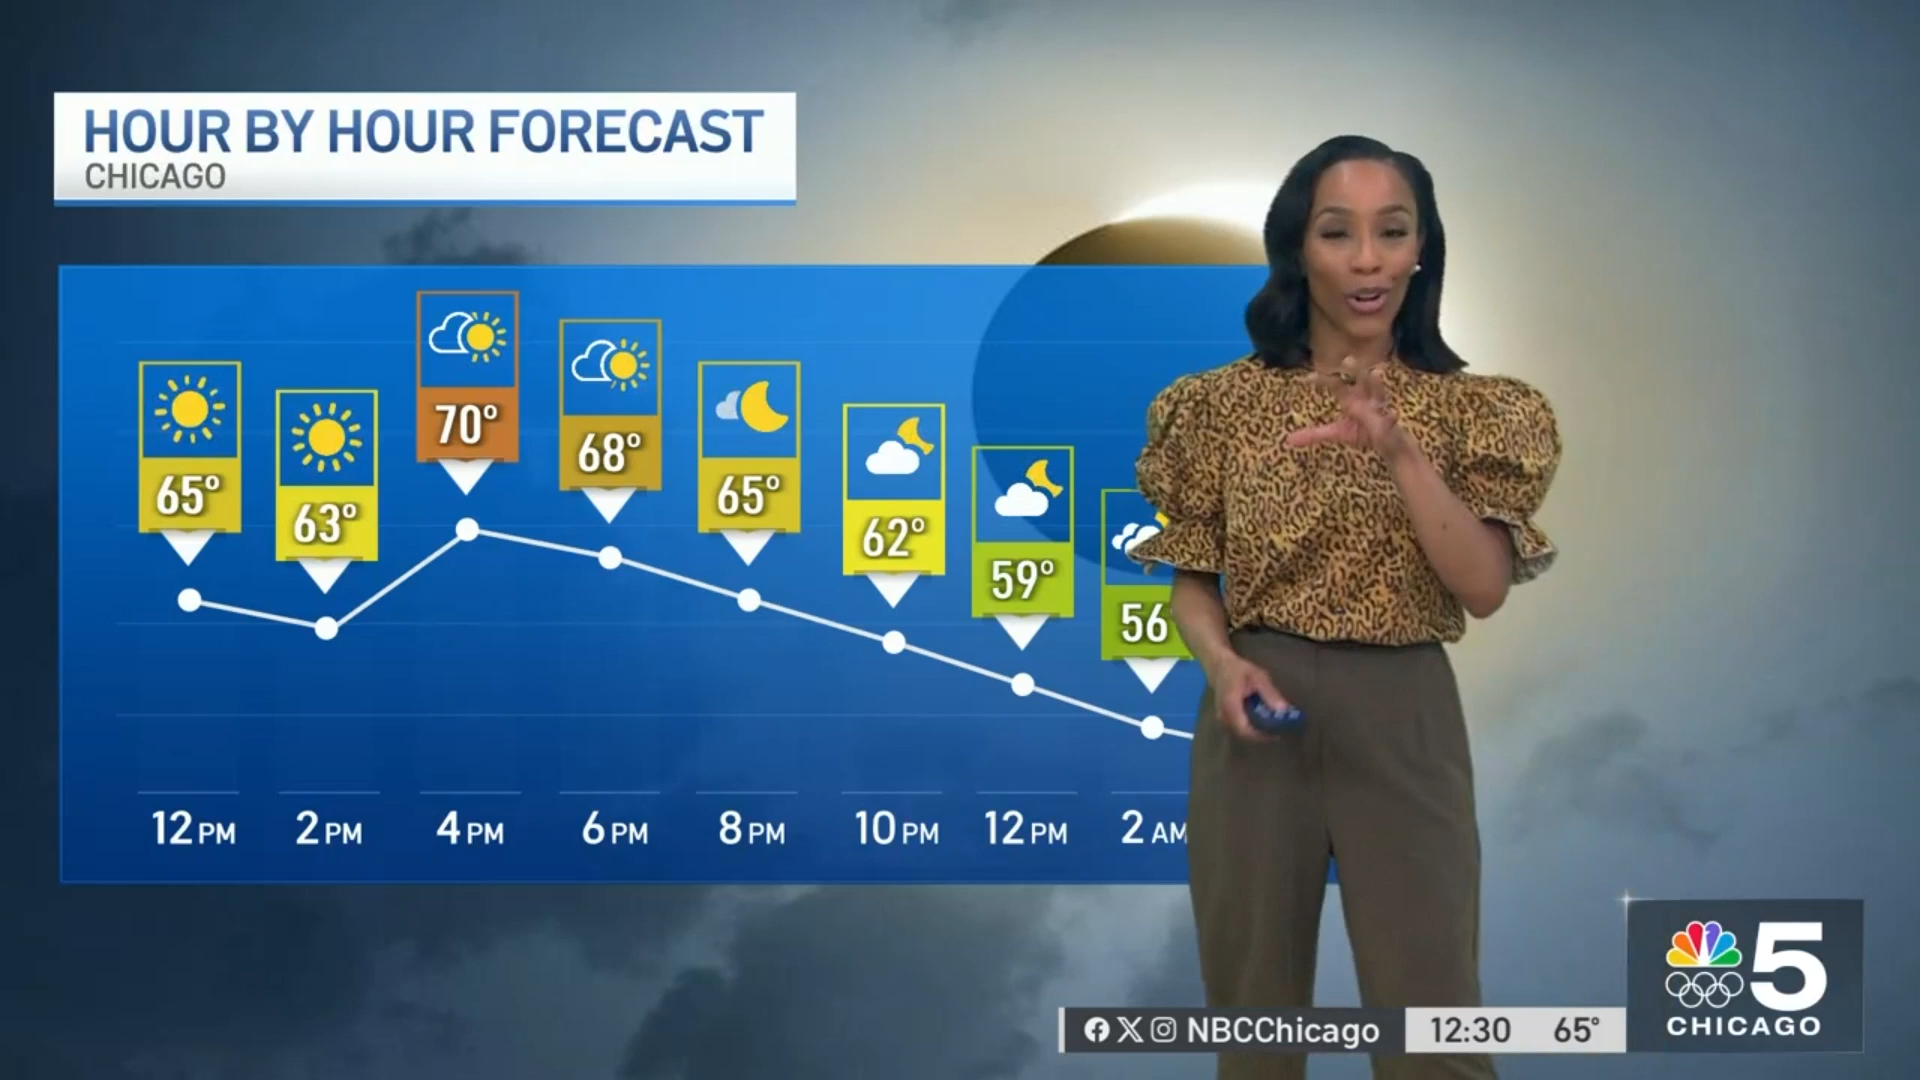 HOUR BY HOUR FORECAST
CHICAGO
65° 63° 70° 68° 65° 62° 59° 56
12 PM 2 PM 4 PM 6 PM 8 PM 10 PM 12 PM 2 AM
NBCChicago 12:30 65°
5
CHICAGO